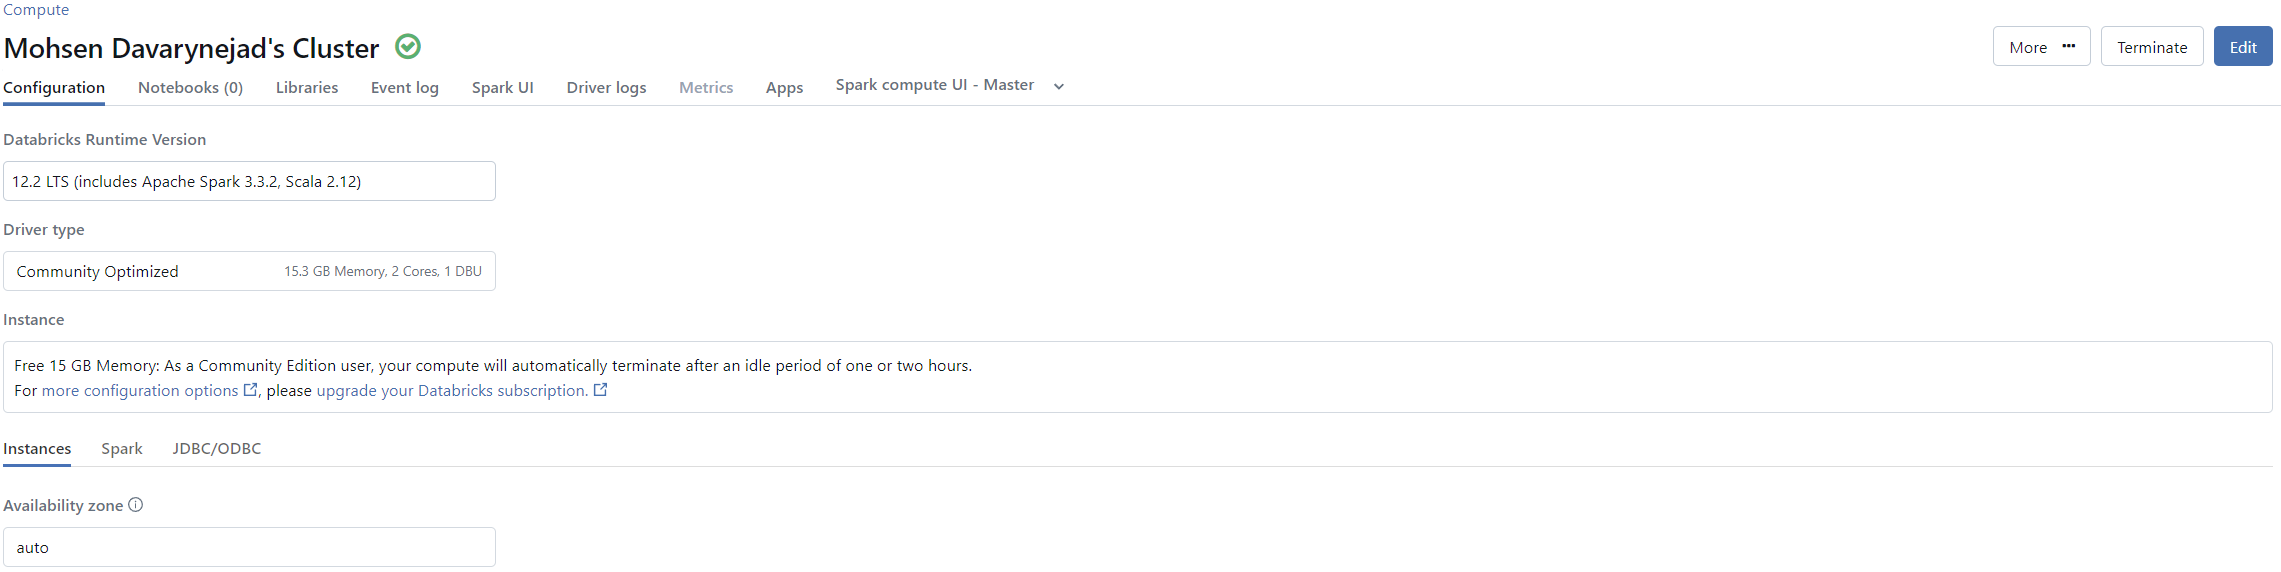 Compute
Mohsen Davarynejad's Cluster
More ··· Terminate Edit
Configuration Notebooks (0) Libraries Event log Spark UI Driver logs Metrics Apps Spark compute UI - Master
Databricks Runtime Version
12.2 LTS (includes Apache Spark 3.3.2, Scala 2.12)
Driver type
Community Optimized 15.3 GB Memory, 2 Cores, 1 DBU
Instance
Free 15 GB Memory: As a Community Edition user, your compute will automatically terminate after an idle period of one or two hours.
For more configuration options, please upgrade your Databricks subscription.
Instances Spark JDBC/ODBC
Availability zone
auto